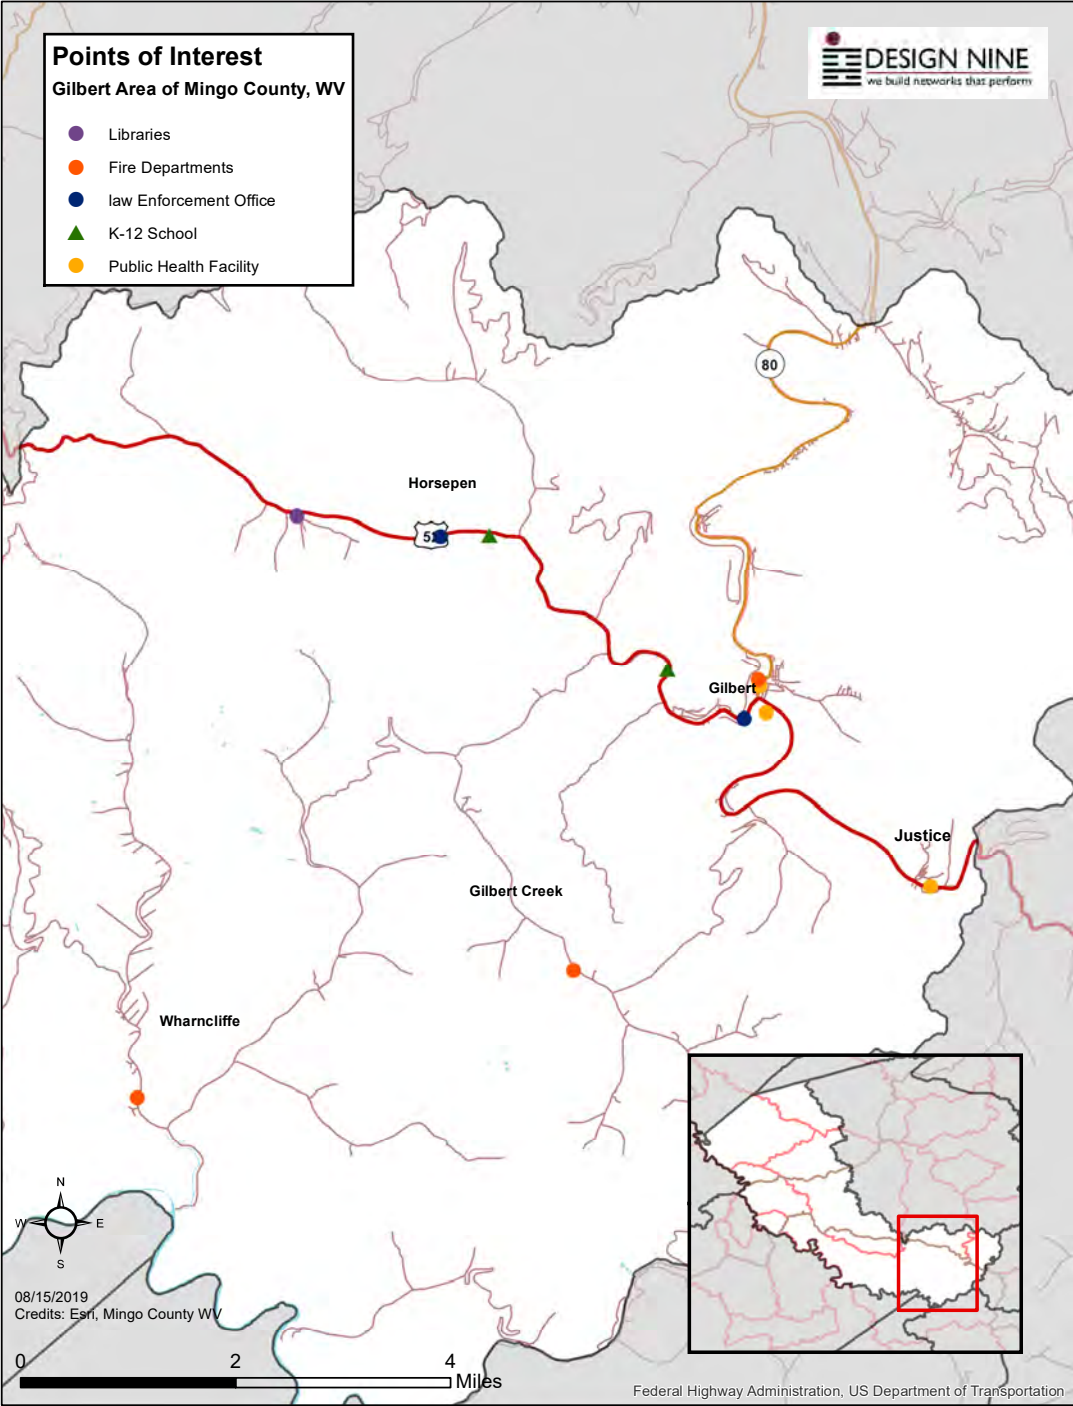 Points of Interest
Gilbert Area of Mingo County, WV
Libraries
Fire Departments
law Enforcement Office
K-12 School
Public Health Facility
DESIGN NINE
we build networks that perform
80
Horsepen
52
Gilbert
Justice
Gilbert Creek
Wharncliffe
N
W E
S
08/15/2019
Credits: Esri, Mingo County WV
0 2 4
Miles
Federal Highway Administration, US Department of Transportation